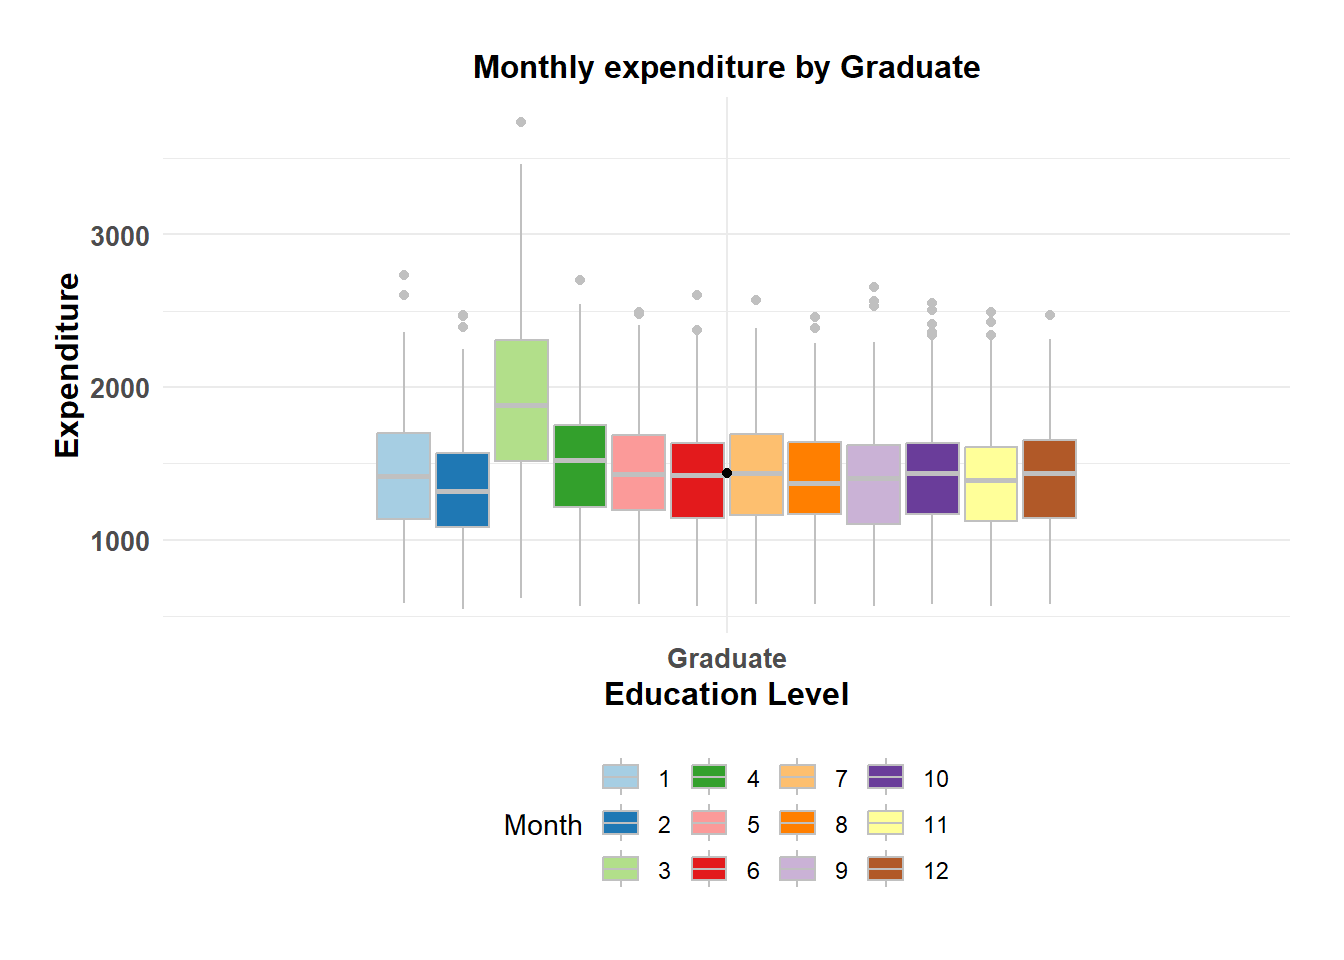 Monthly expenditure by Graduate
3000
2000
1000
Expenditure
Graduate
Education Level
Month
1 4 7 10
2 5 8 11
3 6 9 12